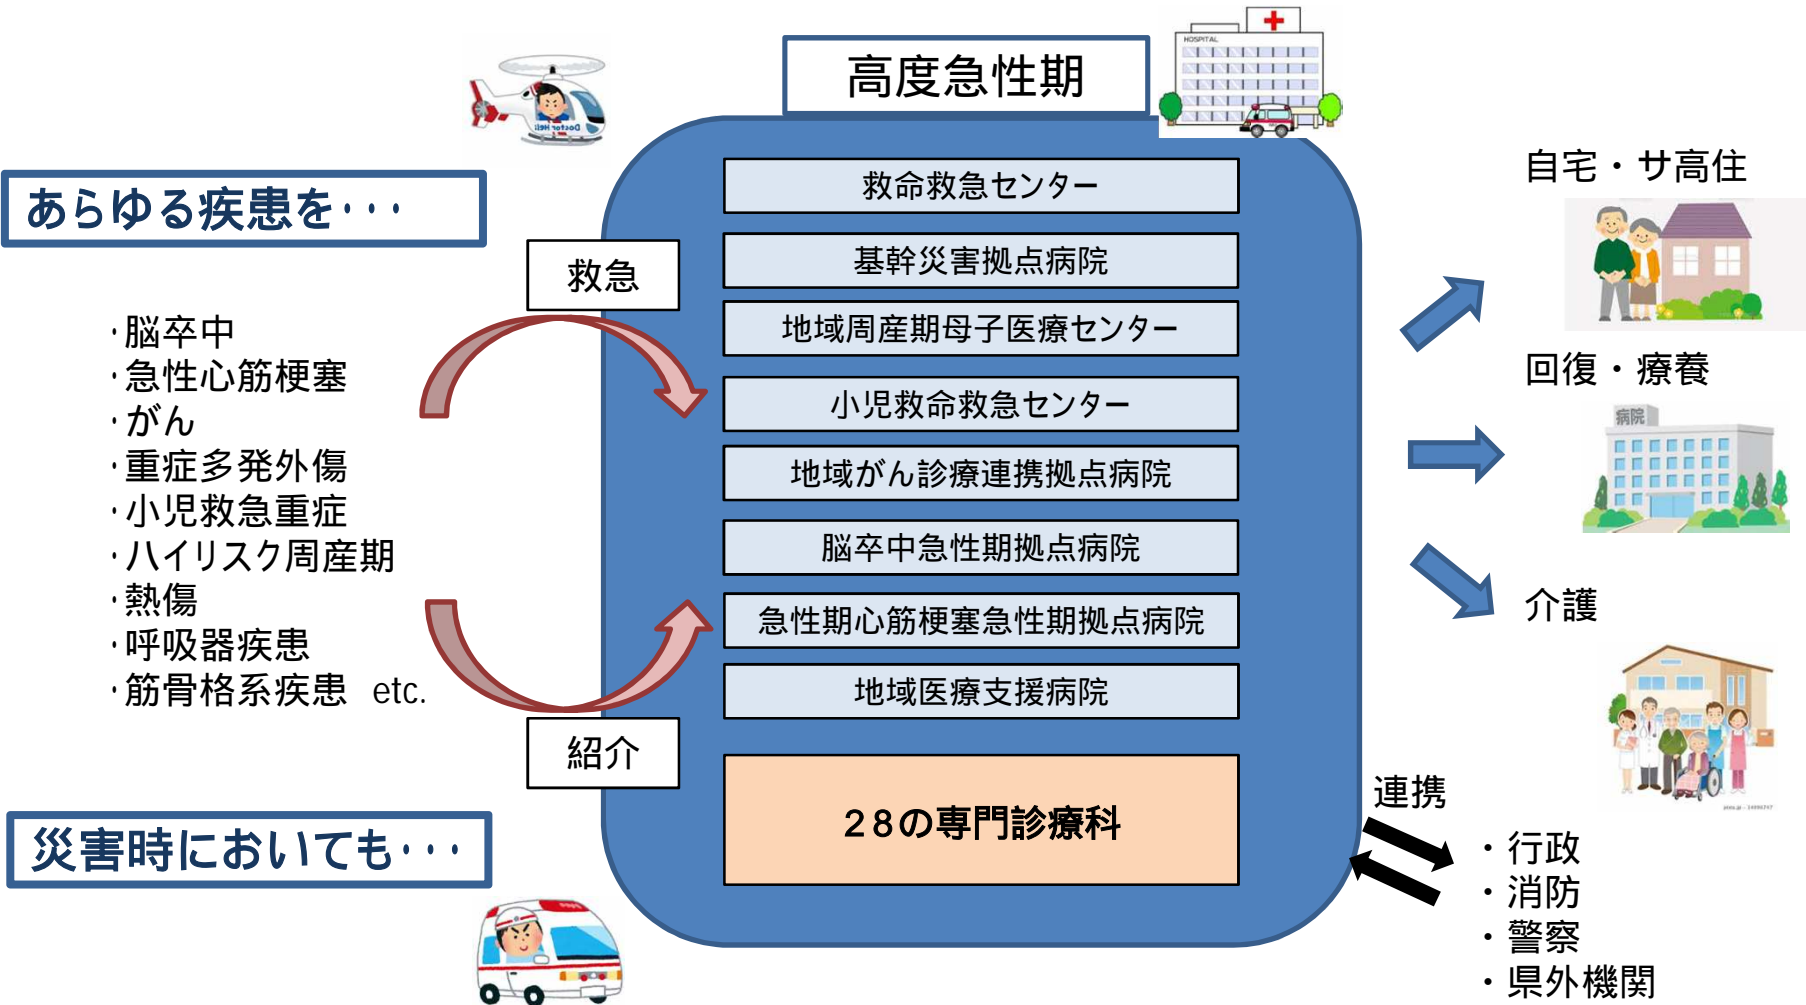 高度急性期
HOSPITAL
Doctor Heli
あらゆる疾患を･･･
・脳卒中
・急性心筋梗塞
・がん
・重症多発外傷
・小児救急重症
・ハイリスク周産期
・熱傷
・呼吸器疾患
・筋骨格系疾患 etc.
災害時においても･･･
救急
紹介
救命救急センター
基幹災害拠点病院
地域周産期母子医療センター
小児救命救急センター
地域がん診療連携拠点病院
脳卒中急性期拠点病院
急性期心筋梗塞急性期拠点病院
地域医療支援病院
28の専門診療科
自宅・サ高住
回復・療養
病院
介護
連携
・行政
・消防
・警察
・県外機関